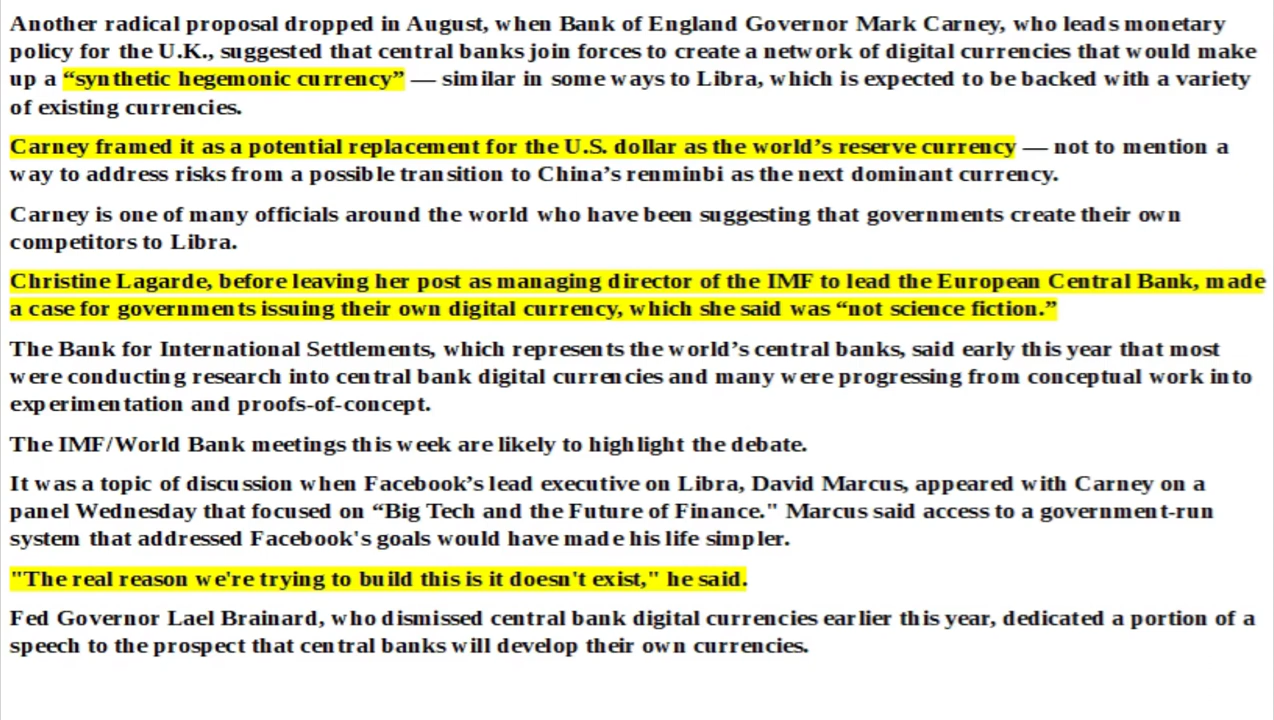 Another radical proposal dropped in August, when Bank of England Governor Mark Carney, who leads monetary
policy for the U.K., suggested that central banks join forces to create a network of digital currencies that would make
up a “synthetic hegemonic currency” — similar in some ways to Libra, which is expected to be backed with a variety
of existing currencies.
Carney framed it as a potential replacement for the U.S. dollar as the world’s reserve currency — not to mention a
way to address risks from a possible transition to China’s renminbi as the next dominant currency.
Carney is one of many officials around the world who have been suggesting that governments create their own
competitors to Libra.
Christine Lagarde, before leaving her post as managing director of the IMF to lead the European Central Bank, made
a case for governments issuing their own digital currency, which she said was “not science fiction.”
The Bank for International Settlements, which represents the world’s central banks, said early this year that most
were conducting research into central bank digital currencies and many were progressing from conceptual work into
experimentation and proofs-of-concept.
The IMF/World Bank meetings this week are likely to highlight the debate.
It was a topic of discussion when Facebook’s lead executive on Libra, David Marcus, appeared with Carney on a
panel Wednesday that focused on “Big Tech and the Future of Finance." Marcus said access to a government-run
system that addressed Facebook's goals would have made his life simpler.
"The real reason we're trying to build this is it doesn't exist," he said.
Fed Governor Lael Brainard, who dismissed central bank digital currencies earlier this year, dedicated a portion of a
speech to the prospect that central banks will develop their own currencies.